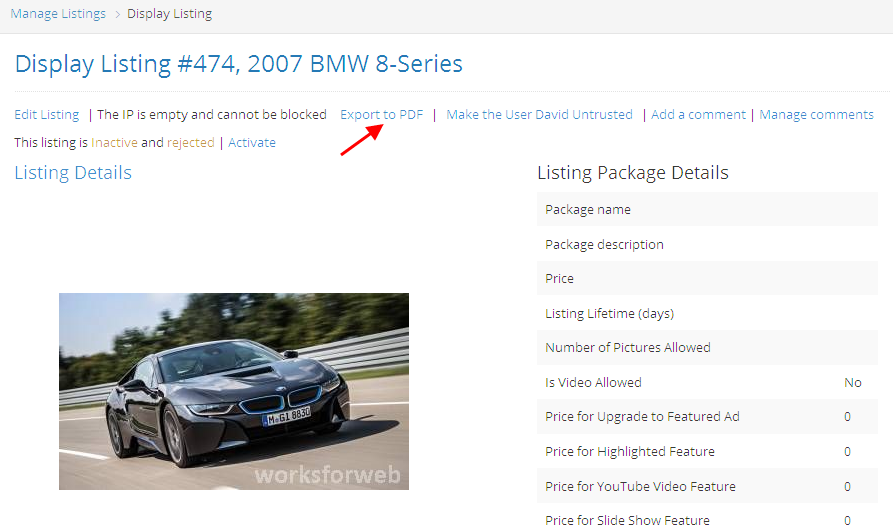 Manage Listings > Display Listing
Display Listing #474, 2007 BMW 8-Series
Edit Listing | The IP is empty and cannot be blocked Export to PDF | Make the User David Untrusted | Add a comment | Manage comments
This listing is Inactive and rejected | Activate
Listing Details
Listing Package Details
Package name
Package description
Price
Listing Lifetime (days)
Number of Pictures Allowed
Is Video Allowed No
Price for Upgrade to Featured Ad 0
Price for Highlighted Feature 0
Price for YouTube Video Feature 0
Price for Slide Show Feature 0
M GI 8830
worksforweb